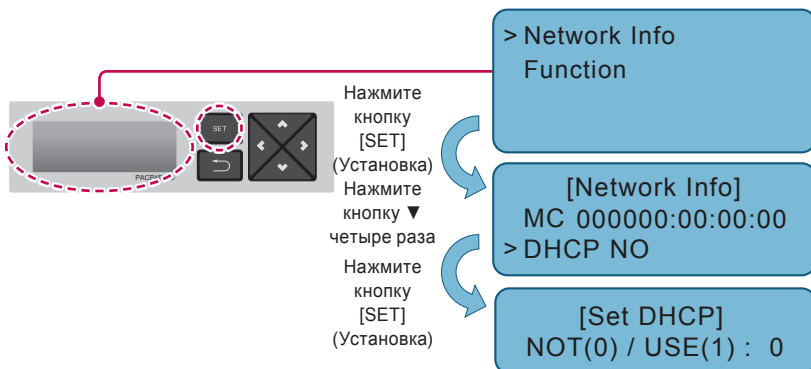 > Network Info
Function
Нажмите
кнопку
[SET]
(Установка)
Нажмите
кнопку ▼
четыре раза
SET
[Network Info]
MC 000000:00:00:00
> DHCP NO
Нажмите
кнопку
[SET]
(Установка)
[Set DHCP]
NOT(0) / USE(1) : 0